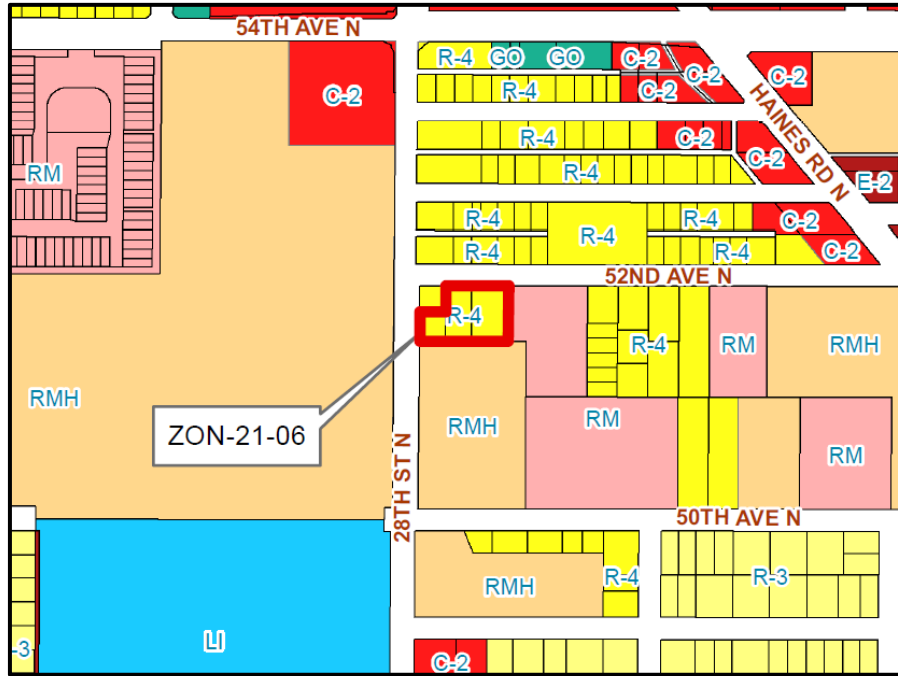 54TH AVE N
C-2
R-4
GO
GO
C-2
C-2
C-2
R-4
C-2
HAINES RD N
R-4
C-2
C-2
RM
R-4
E-2
R-4
R-4
C-2
R-4
R-4
R-4
C-2
52ND AVE N
R-4
R-4
RM
RMH
RMH
ZON-21-06
RMH
RM
RM
28TH ST N
50TH AVE N
RMH
R-4
R-3
LI
-3
C-2